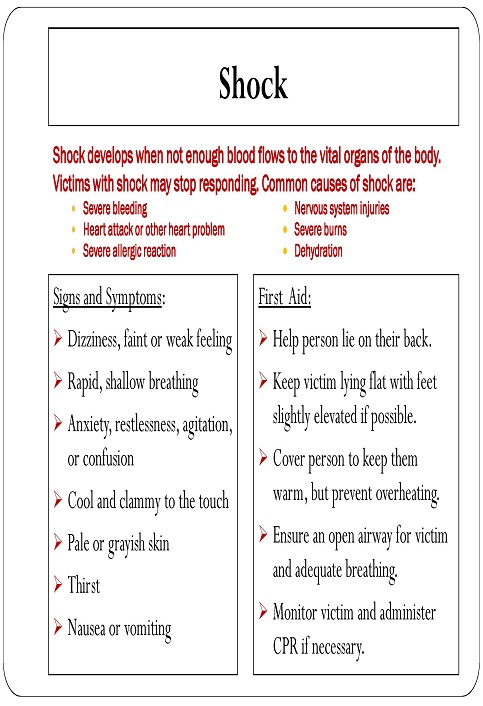 Shock
Shock develops when not enough blood flows to the vital organs of the body.
Victims with shock may stop responding. Common causes of shock are:
• Severe bleeding
• Heart attack or other heart problem
• Severe allergic reaction
• Nervous system injuries
• Severe burns
• Dehydration
Signs and Symptoms:
➢ Dizziness, faint or weak feeling
➢ Rapid, shallow breathing
➢ Anxiety, restlessness, agitation,
or confusion
➢ Cool and clammy to the touch
➢ Pale or grayish skin
➢ Thirst
➢ Nausea or vomiting
First Aid:
➢ Help person lie on their back.
➢ Keep victim lying flat with feet
slightly elevated if possible.
➢ Cover person to keep them
warm, but prevent overheating.
➢ Ensure an open airway for victim
and adequate breathing.
➢ Monitor victim and administer
CPR if necessary.